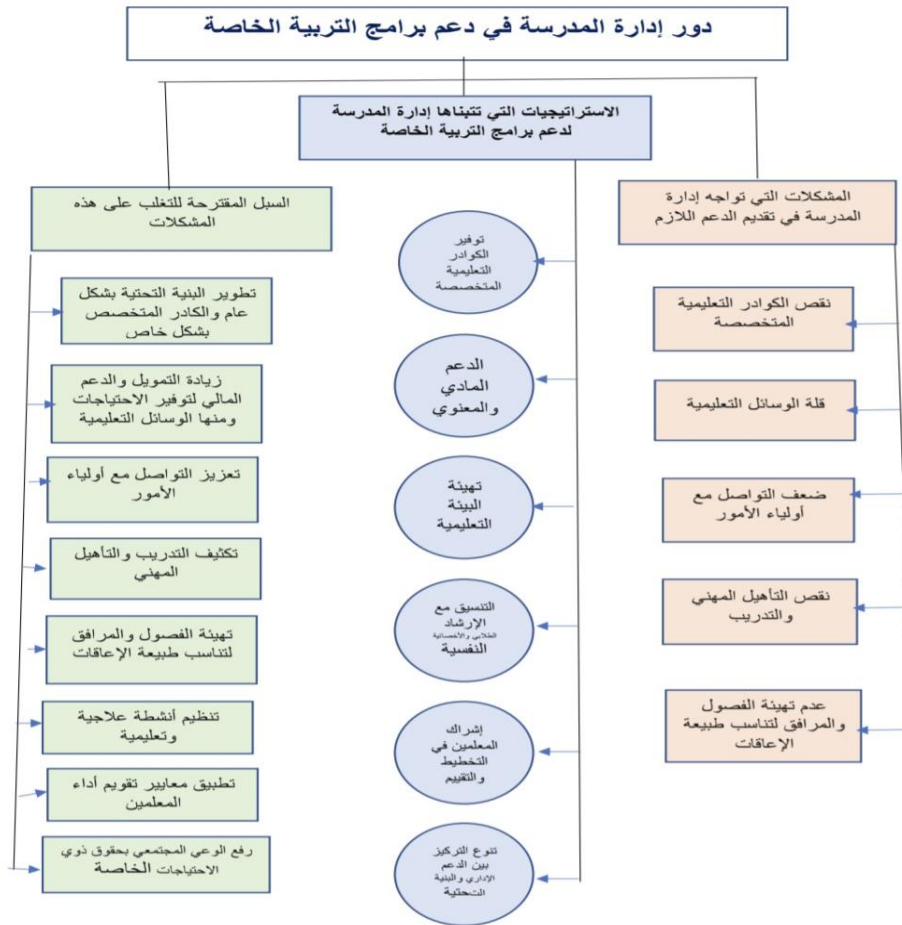 دور إدارة المدرسة في دعم برامج التربية الخاصة
الاستراتيجيات التي تتبناها إدارة المدرسة
لدعم برامج التربية الخاصة
المشكلات التي تواجه إدارة
المدرسة في تقديم الدعم اللازم
نقص الكوادر التعليمية
المتخصصة
قلة الوسائل التعليمية
ضعف التواصل مع
أولياء الأمور
نقص التأهيل المهني
والتدريب
عدم تهيئة الفصول
والمرافق لتناسب طبيعة
الإعاقات
توفير
الكوادر
التعليمية
المتخصصة
الدعم
المادي
والمعنوي
تهيئة
البيئة
التعليمية
التنسيق مع
الإرشاد
الطلابي والأخصائية
النفسية
إشراك
المعلمين في
التخطيط
والتقييم
تنوع التركيز
بين الدعم
الإداري والبنية
التحتية
السبل المقترحة للتغلب على هذه
المشكلات
تطوير البنية التحتية بشكل
عام والكادر المتخصص
بشكل خاص
زيادة التمويل والدعم
المالي لتوفير الاحتياجات
ومنها الوسائل التعليمية
تعزيز التواصل مع أولياء
الأمور
تكثيف التدريب والتأهيل
المهني
تهيئة الفصول والمرافق
لتناسب طبيعة الإعاقات
تنظيم أنشطة علاجية
وتعليمية
تطبيق معايير تقويم أداء
المعلمين
رفع الوعي المجتمعي بحقوق ذوي
الاحتياجات الخاصة